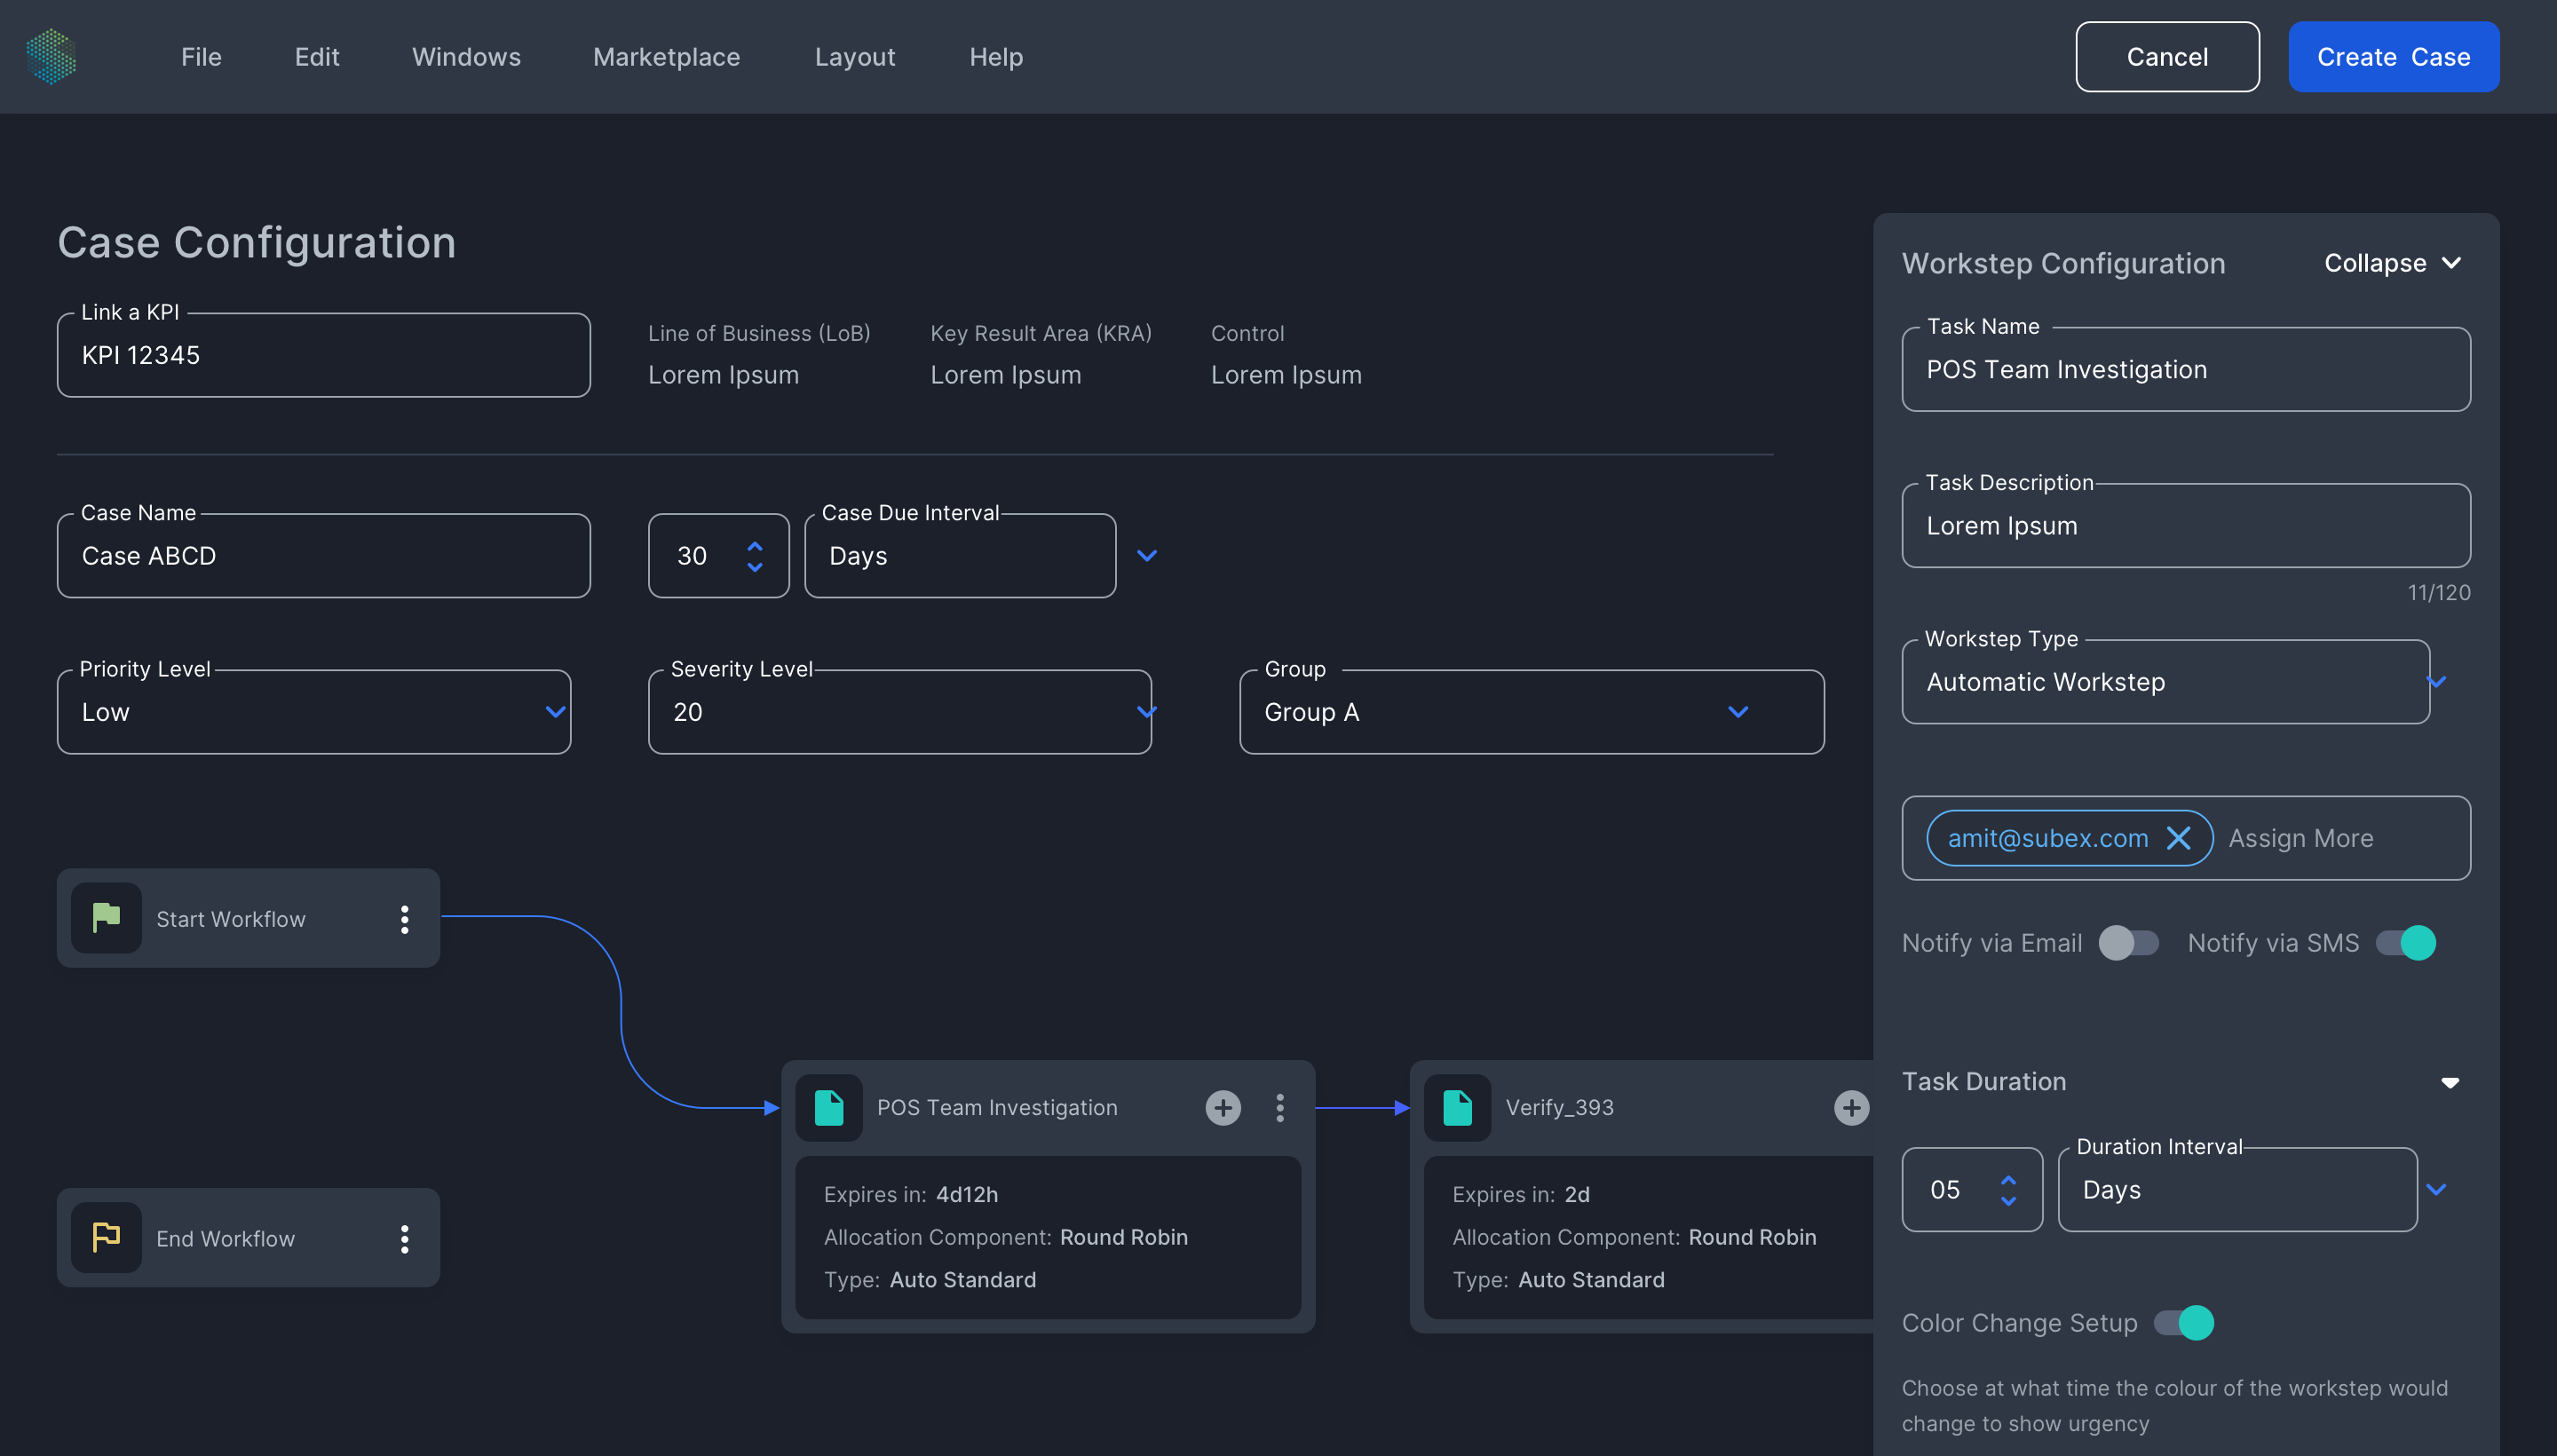 File Edit Windows Marketplace Layout Help Cancel Create Case
Case Configuration
Link a KPI
KPI 12345
Line of Business (LoB)
Lorem Ipsum
Key Result Area (KRA)
Lorem Ipsum
Control
Lorem Ipsum
Case Name
Case ABCD
30
Case Due Interval
Days
Priority Level
Low
Severity Level
20
Group
Group A
Start Workflow
End Workflow
POS Team Investigation
Expires in: 4d12h
Allocation Component: Round Robin
Type: Auto Standard
Verify_393
Expires in: 2d
Allocation Component: Round Robin
Type: Auto Standard
Workstep Configuration
Collapse
Task Name
POS Team Investigation
Task Description
Lorem Ipsum
11/120
Workstep Type
Automatic Workstep
amit@subex.com Assign More
Notify via Email Notify via SMS
Task Duration
05
Duration Interval
Days
Color Change Setup
Choose at what time the colour of the workstep would
change to show urgency